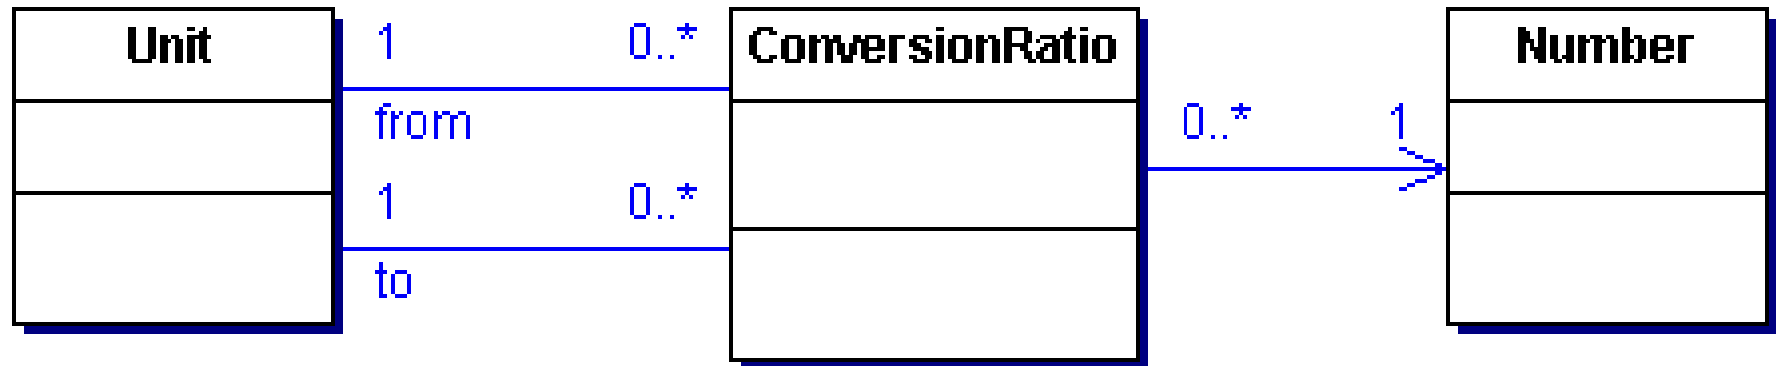 Unit
1
0..*
ConversionRatio
Number
from
0..*
1
1
0..*
to